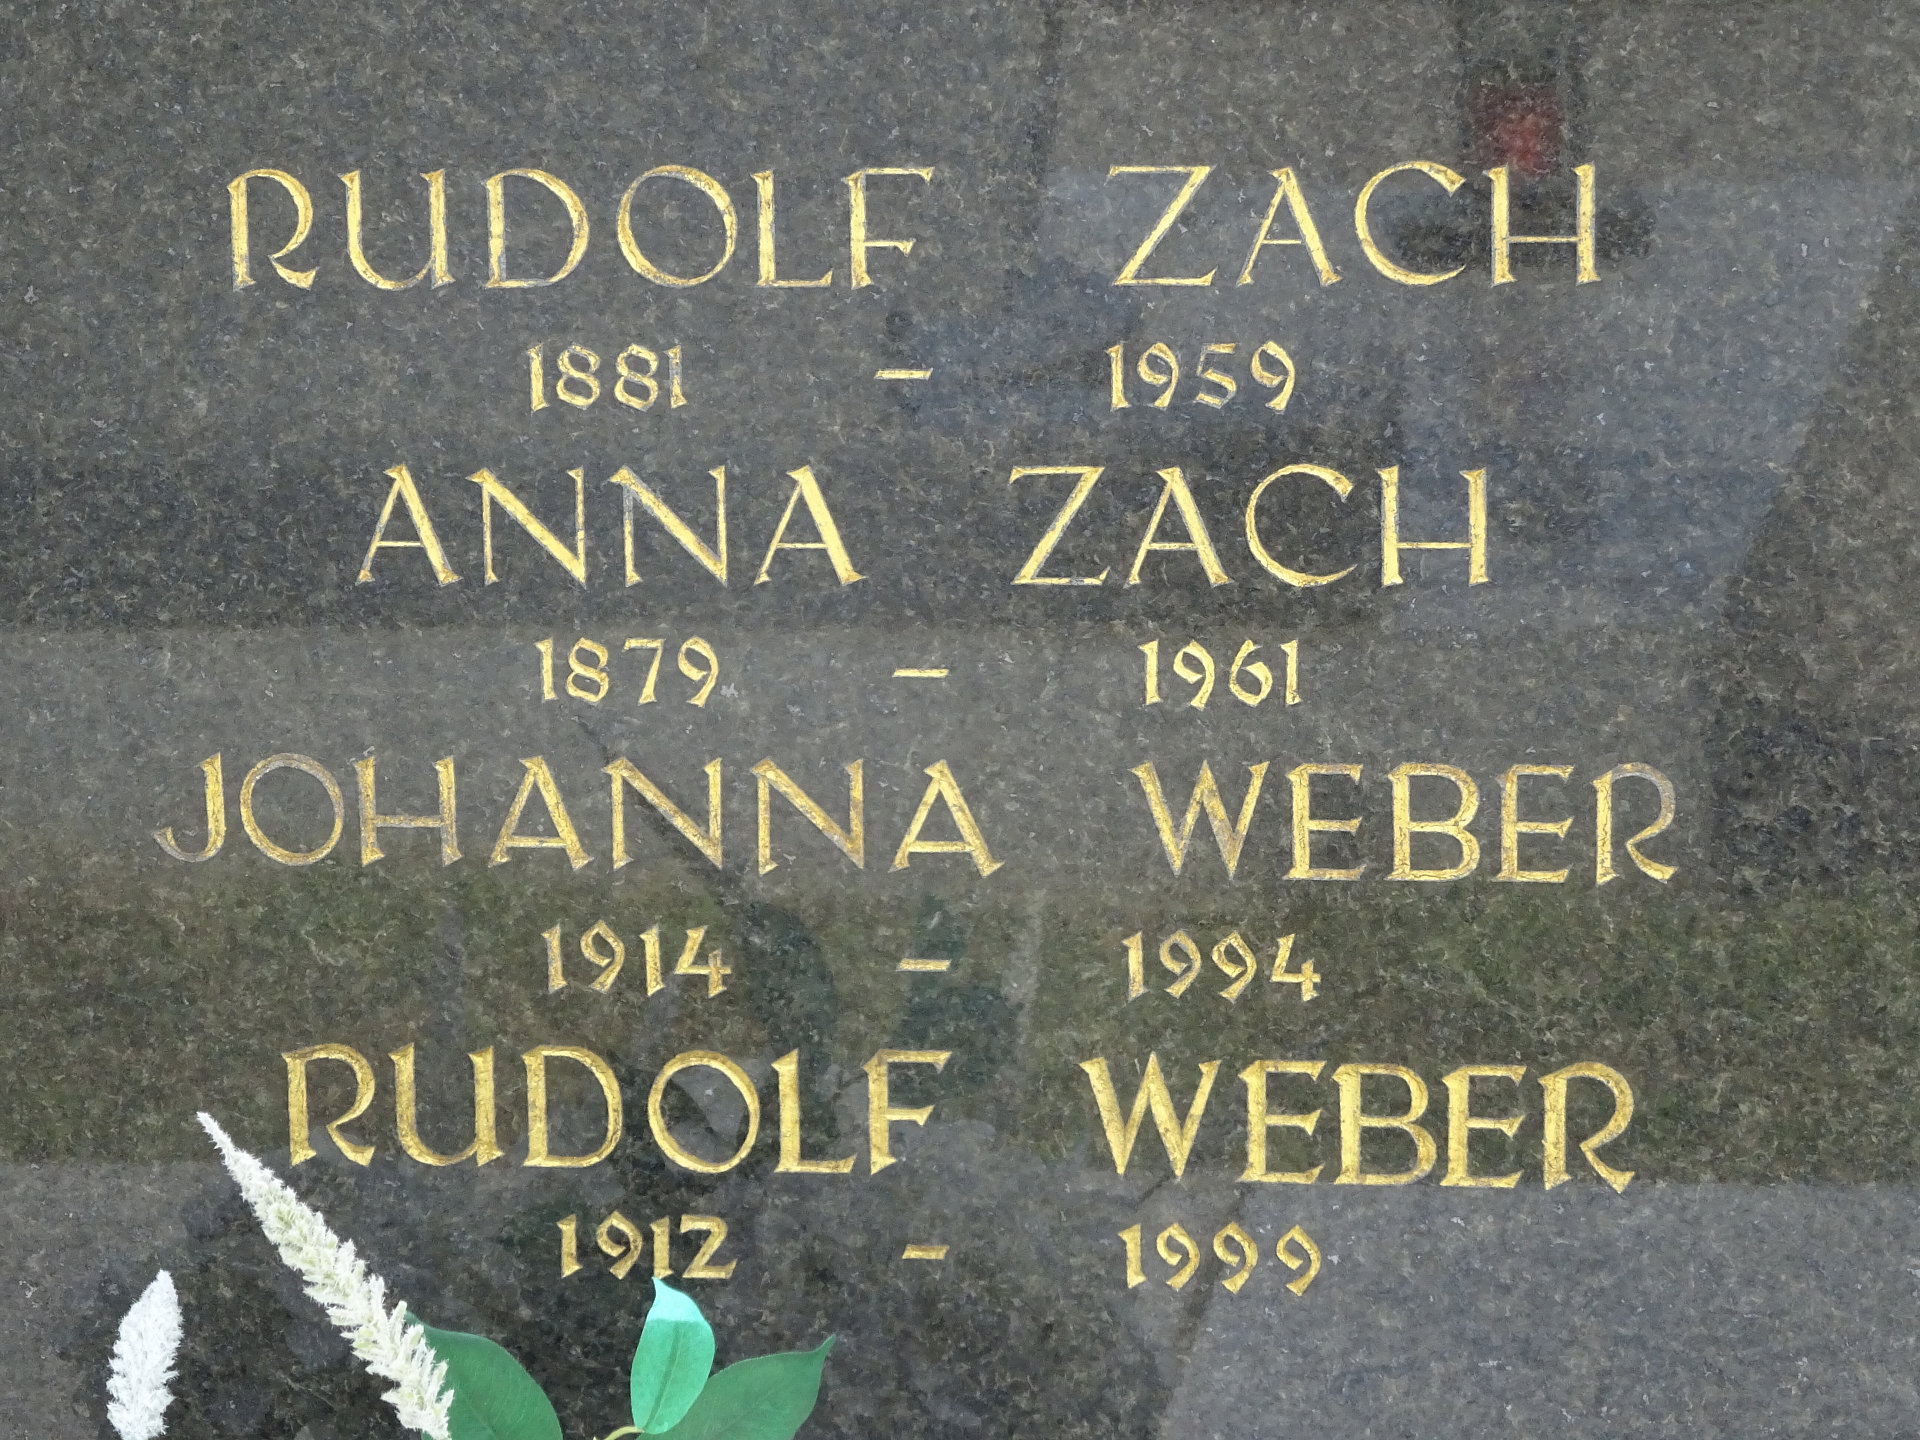 RUDOLF ZACH
1881 – 1959
ANNA ZACH
1879 – 1961
JOHANNA WEBER
1914 – 1994
RUDOLF WEBER
1912 – 1999